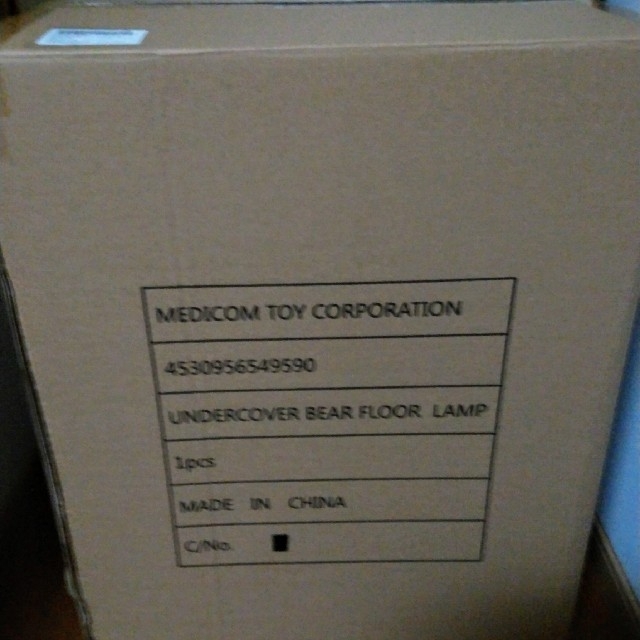 MEDICOM TOY CORPORATION
4530956549590
UNDERCOVER BEAR FLOOR LAMP
1pcs
MADE IN CHINA
C/No.